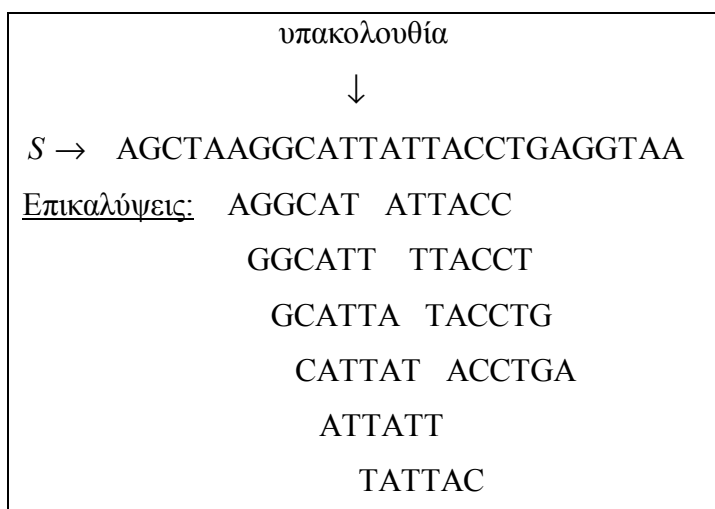 υπακολουθία
↓
S → AGCTAAGGCATTATTACCTGAGGTAA
Επικαλύψεις: AGGCAT ATTACC
GGCATT TTACCT
GCATTA TACCTG
CATTAT ACCTGA
ATTATT
TATTAC